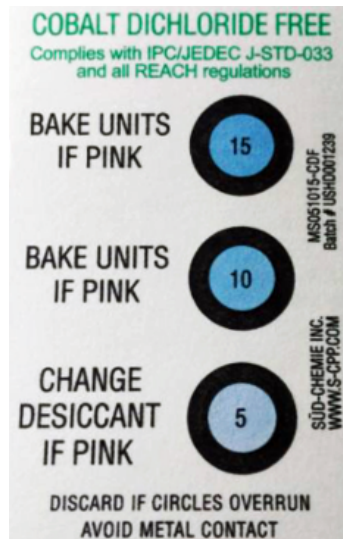 COBALT DICHLORIDE FREE
Complies with IPC/JEDEC J-STD-033
and all REACH regulations
BAKE UNITS
IF PINK
15
BAKE UNITS
IF PINK
10
CHANGE
DESICCANT
IF PINK
5
MS051015-CDF
Batch # USHD001239
SÜD-CHEMIE INC.
WWW.S-CPP.COM
DISCARD IF CIRCLES OVERRUN
AVOID METAL CONTACT